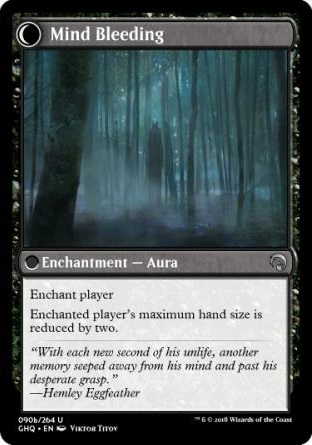 Mind Bleeding
Enchantment — Aura
Enchant player
Enchanted player's maximum hand size is
reduced by two.
"With each new second of his unlife, another
memory seeped away from his mind and past his
desperate grasp."
—Hemley Eggfeather
090b/264 U
GHQ • EN Viktor Titov
™ & © 2018 Wizards of the Coast